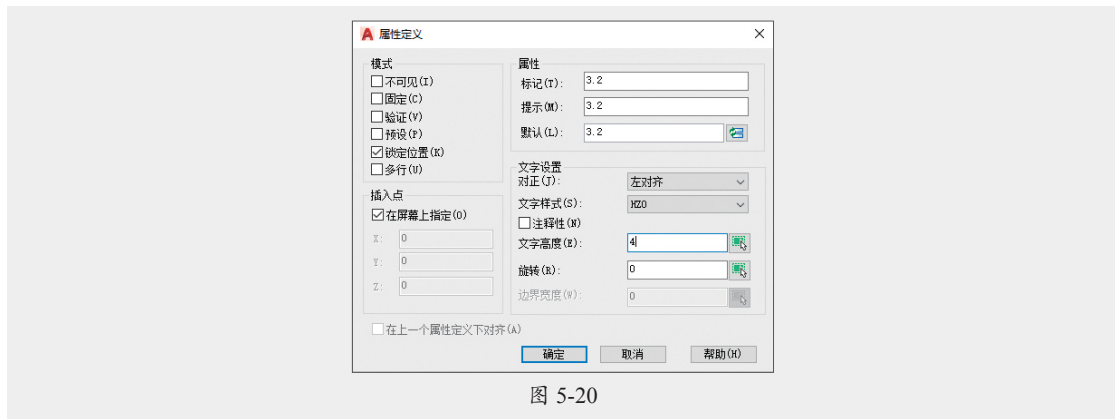 属性定义
模式
不可见(I)
固定(C)
验证(V)
预设(P)
锁定位置(K)
多行(U)
插入点
在屏幕上指定(O)
X: 0
Y: 0
Z: 0
属性
标记(T): 3.2
提示(M): 3.2
默认(L): 3.2
文字设置
对正(J): 左对齐
文字样式(S): HZ0
注释性(N)
文字高度(E): 4
旋转(R): 0
边界宽度(W): 0
在上一个属性定义下对齐(A)
确定 取消 帮助(H)
图 5-20